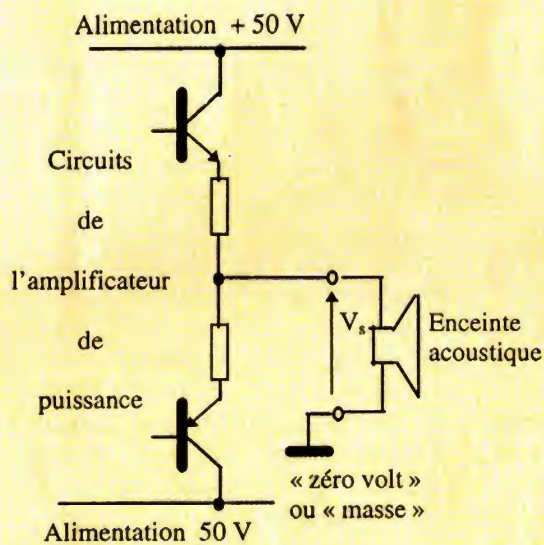 Alimentation + 50 V
Circuits
de
l'amplificateur
de
puissance
Vs
Enceinte
acoustique
« zéro volt »
ou « masse »
Alimentation 50 V